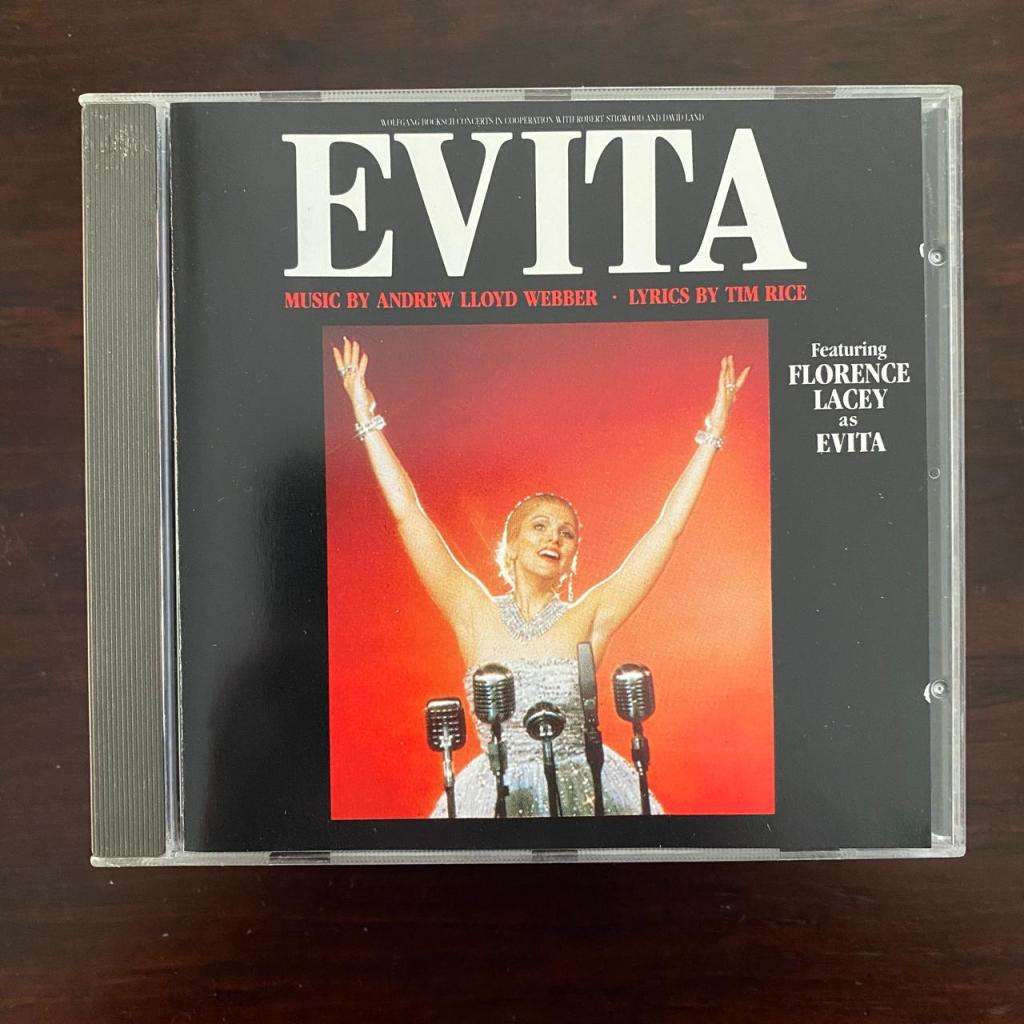 WOLFGANG BOCKSCH CONCERTS IN COOPERATION WITH ROBERT STIGWOOD AND DAVID LAND
EVITA
MUSIC BY ANDREW LLOYD WEBBER · LYRICS BY TIM RICE
Featuring
FLORENCE
LACEY
as
EVITA